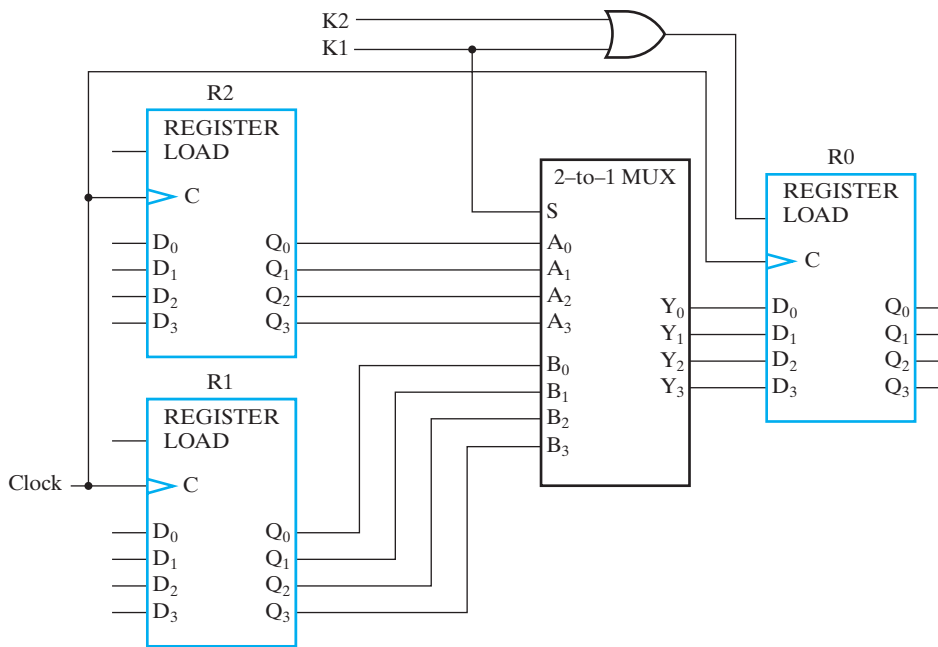 K2
K1
R2
REGISTER
LOAD
C
D₀ Q₀
D₁ Q₁
D₂ Q₂
D₃ Q₃
R1
REGISTER
LOAD
Clock
C
D₀ Q₀
D₁ Q₁
D₂ Q₂
D₃ Q₃
2–to–1 MUX
S
A₀
A₁
A₂
A₃
B₀
B₁
B₂
B₃
Y₀
Y₁
Y₂
Y₃
R0
REGISTER
LOAD
C
D₀ Q₀
D₁ Q₁
D₂ Q₂
D₃ Q₃